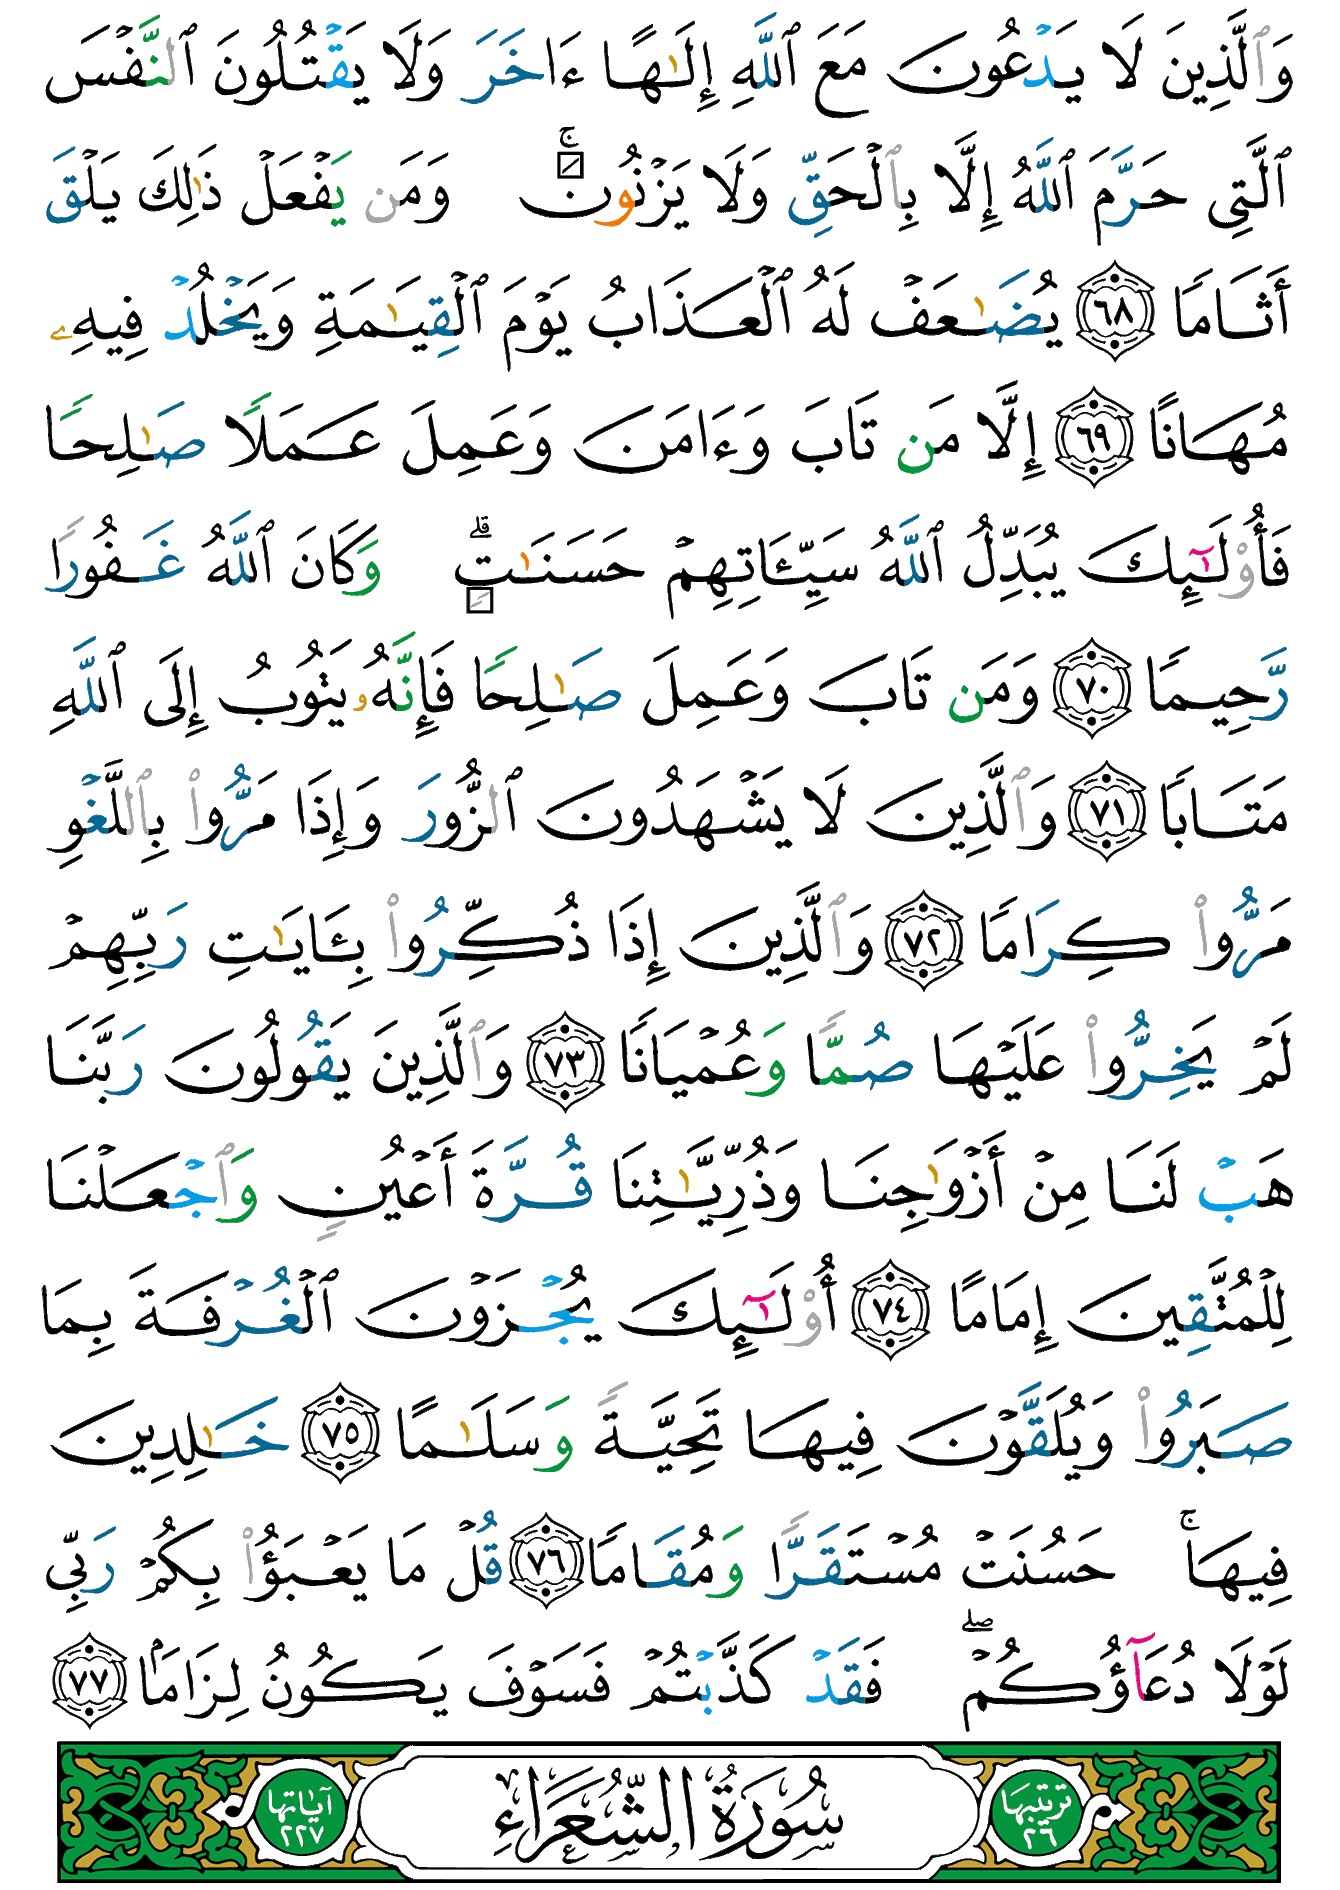 وَٱلَّذِينَ لَا يَدۡعُونَ مَعَ ٱللَّهِ إِلَٰهًا ءَاخَرَ وَلَا يَقۡتُلُونَ ٱلنَّفۡسَ
ٱلَّتِي حَرَّمَ ٱللَّهُ إِلَّا بِٱلۡحَقِّ وَلَا يَزۡنُونَۚ وَمَن يَفۡعَلۡ ذَٰلِكَ يَلۡقَ
أَثَامًا ٦٨ يُضَٰعَفۡ لَهُ ٱلۡعَذَابُ يَوۡمَ ٱلۡقِيَٰمَةِ وَيَخۡلُدۡ فِيهِۦ
مُهَانًا ٦٩ إِلَّا مَن تَابَ وَءَامَنَ وَعَمِلَ عَمَلًا صَٰلِحًا
فَأُوْلَٰٓئِكَ يُبَدِّلُ ٱللَّهُ سَيِّـَٔاتِهِمۡ حَسَنَٰتٍۗ وَكَانَ ٱللَّهُ غَفُورًا
رَّحِيمًا ٧٠ وَمَن تَابَ وَعَمِلَ صَٰلِحًا فَإِنَّهُۥ يَتُوبُ إِلَى ٱللَّهِ
مَتَابًا ٧١ وَٱلَّذِينَ لَا يَشۡهَدُونَ ٱلزُّورَ وَإِذَا مَرُّواْ بِٱللَّغۡوِ
مَرُّواْ كِرَامًا ٧٢ وَٱلَّذِينَ إِذَا ذُكِّرُواْ بِـَٔايَٰتِ رَبِّهِمۡ
لَمۡ يَخِرُّواْ عَلَيۡهَا صُمًّا وَعُمۡيَانًا ٧٣ وَٱلَّذِينَ يَقُولُونَ رَبَّنَا
هَبۡ لَنَا مِنۡ أَزۡوَٰجِنَا وَذُرِّيَّٰتِنَا قُرَّةَ أَعۡيُنٍ وَٱجۡعَلۡنَا
لِلۡمُتَّقِينَ إِمَامًا ٧٤ أُوْلَٰٓئِكَ يُجۡزَوۡنَ ٱلۡغُرۡفَةَ بِمَا
صَبَرُواْ وَيُلَقَّوۡنَ فِيهَا تَحِيَّةً وَسَلَٰمًا ٧٥ خَٰلِدِينَ
فِيهَاۚ حَسُنَتۡ مُسۡتَقَرًّا وَمُقَامًا ٧٦ قُلۡ مَا يَعۡبَؤُاْ بِكُمۡ رَبِّي
لَوۡلَا دُعَآؤُكُمۡۖ فَقَدۡ كَذَّبۡتُمۡ فَسَوۡفَ يَكُونُ لِزَامَۢا ٧٧
ترتيبها ٢٦ سُورَةُ الشُّعَرَاءِ آياتها ٢٢٧